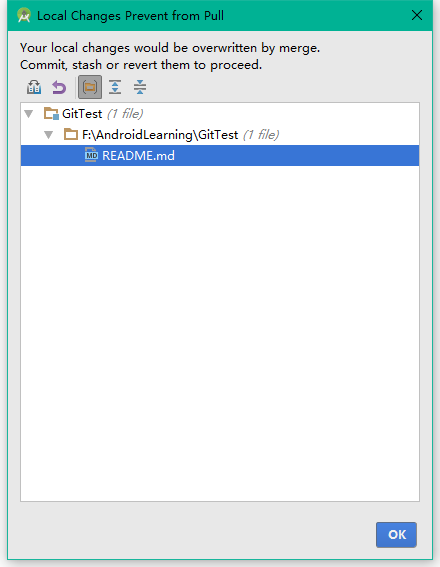 Local Changes Prevent from Pull
Your local changes would be overwritten by merge.
Commit, stash or revert them to proceed.
GitTest (1 file)
F:\AndroidLearning\GitTest (1 file)
MD README.md
OK